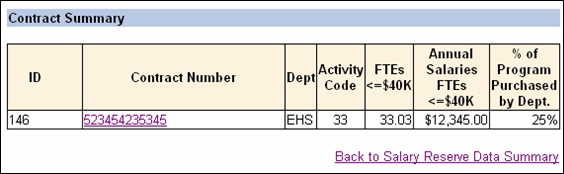 Contract Summary
ID Contract Number Dept Activity Code FTEs <=$40K Annual Salaries FTEs <=$40K % of Program Purchased by Dept.
146 523454235345 EHS 33 33.03 $12,345.00 25%
Back to Salary Reserve Data Summary